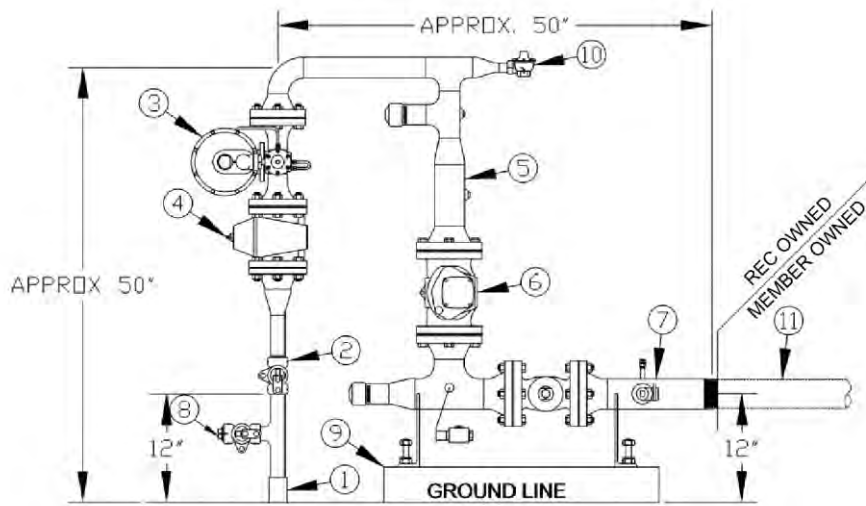 APPROX. 50"
10
3
5
4
REC OWNED
MEMBER OWNED
APPROX 50"
6
11
7
2
8
12"
12"
9
1
GROUND LINE